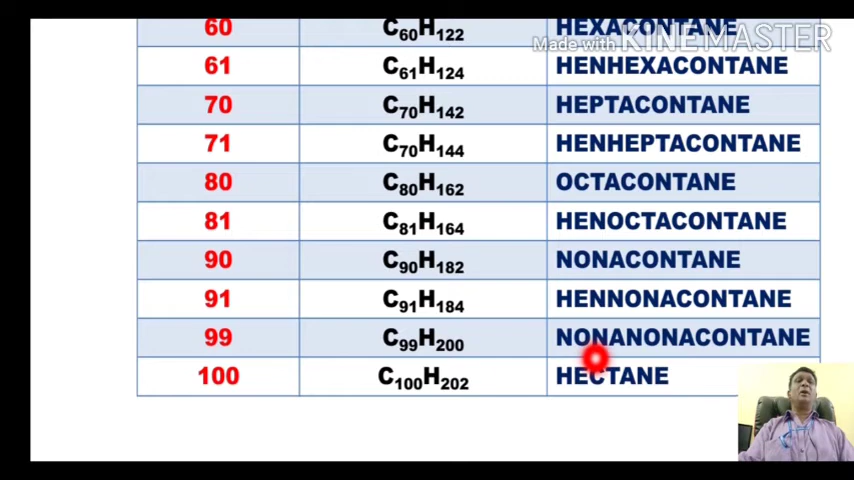 60 C60H122 HEXACONTANE
Made with KINEMASTER
61 C61H124 HENHEXACONTANE
70 C70H142 HEPTACONTANE
71 C70H144 HENHEPTACONTANE
80 C80H162 OCTACONTANE
81 C81H164 HENOCTACONTANE
90 C90H182 NONACONTANE
91 C91H184 HENNONACONTANE
99 C99H200 NONANONACONTANE
100 C100H202 HECTANE